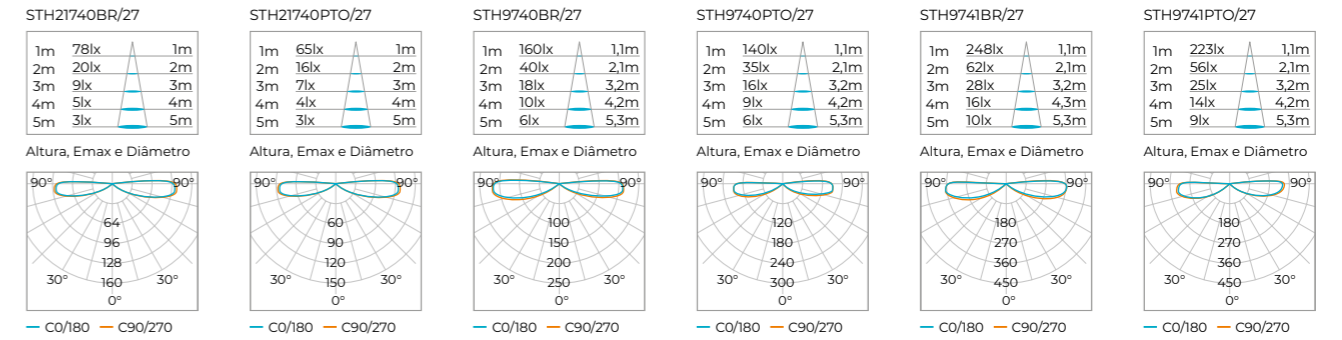 STH21740BR/27
1m 78lx 1m
2m 20lx 2m
3m 9lx 3m
4m 5lx 4m
5m 3lx 5m
Altura, Emax e Diâmetro
90° 90°
64
96
128
30° 160 30°
0°
C0/180 C90/270
STH21740PTO/27
1m 65lx 1m
2m 16lx 2m
3m 7lx 3m
4m 4lx 4m
5m 3lx 5m
Altura, Emax e Diâmetro
90° 90°
60
90
120
30° 150 30°
0°
C0/180 C90/270
STH9740BR/27
1m 160lx 1,1m
2m 40lx 2,1m
3m 18lx 3,2m
4m 10lx 4,2m
5m 6lx 5,3m
Altura, Emax e Diâmetro
90° 90°
100
150
200
30° 250 30°
0°
C0/180 C90/270
STH9740PTO/27
1m 140lx 1,1m
2m 35lx 2,1m
3m 16lx 3,2m
4m 9lx 4,2m
5m 6lx 5,3m
Altura, Emax e Diâmetro
90° 90°
120
180
240
30° 300 30°
0°
C0/180 C90/270
STH9741BR/27
1m 248lx 1,1m
2m 62lx 2,1m
3m 28lx 3,2m
4m 16lx 4,3m
5m 10lx 5,3m
Altura, Emax e Diâmetro
90° 90°
180
270
360
30° 450 30°
0°
C0/180 C90/270
STH9741PTO/27
1m 223lx 1,1m
2m 56lx 2,1m
3m 25lx 3,2m
4m 14lx 4,2m
5m 9lx 5,3m
Altura, Emax e Diâmetro
90° 90°
180
270
360
30° 450 30°
0°
C0/180 C90/270